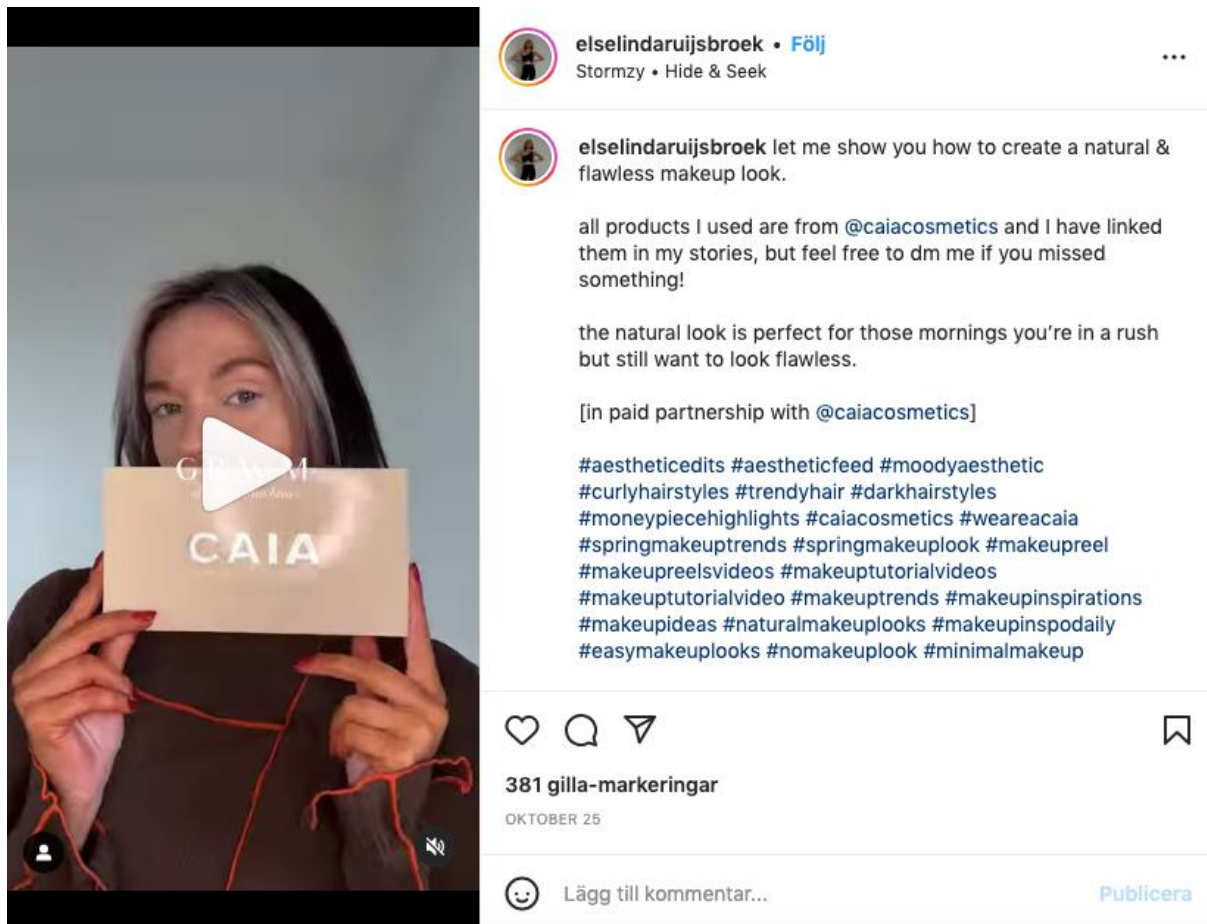 elselindaruijsbroek • Följ
Stormzy • Hide & Seek
elselindaruijsbroek let me show you how to create a natural &
flawless makeup look.
all products I used are from @caiacosmetics and I have linked
them in my stories, but feel free to dm me if you missed
something!
the natural look is perfect for those mornings you're in a rush
but still want to look flawless.
[in paid partnership with @caiacosmetics]
#aestheticedits #aestheticfeed #moodyaesthetic
#curlyhairstyles #trendyhair #darkhairstyles
#moneypiecehighlights #caiacosmetics #weareacaia
#springmakeuptrends #springmakeuplook #makeupreel
#makeupreelsvideos #makeuptutorialvideos
#makeuptutorialvideo #makeuptrends #makeupinspirations
#makeupideas #naturalmakeuplooks #makeupinspodaily
#easymakeuplooks #nomakeuplook #minimalmakeup
381 gilla-markeringar
OKTOBER 25
Lägg till kommentar...
Publicera
CAIA